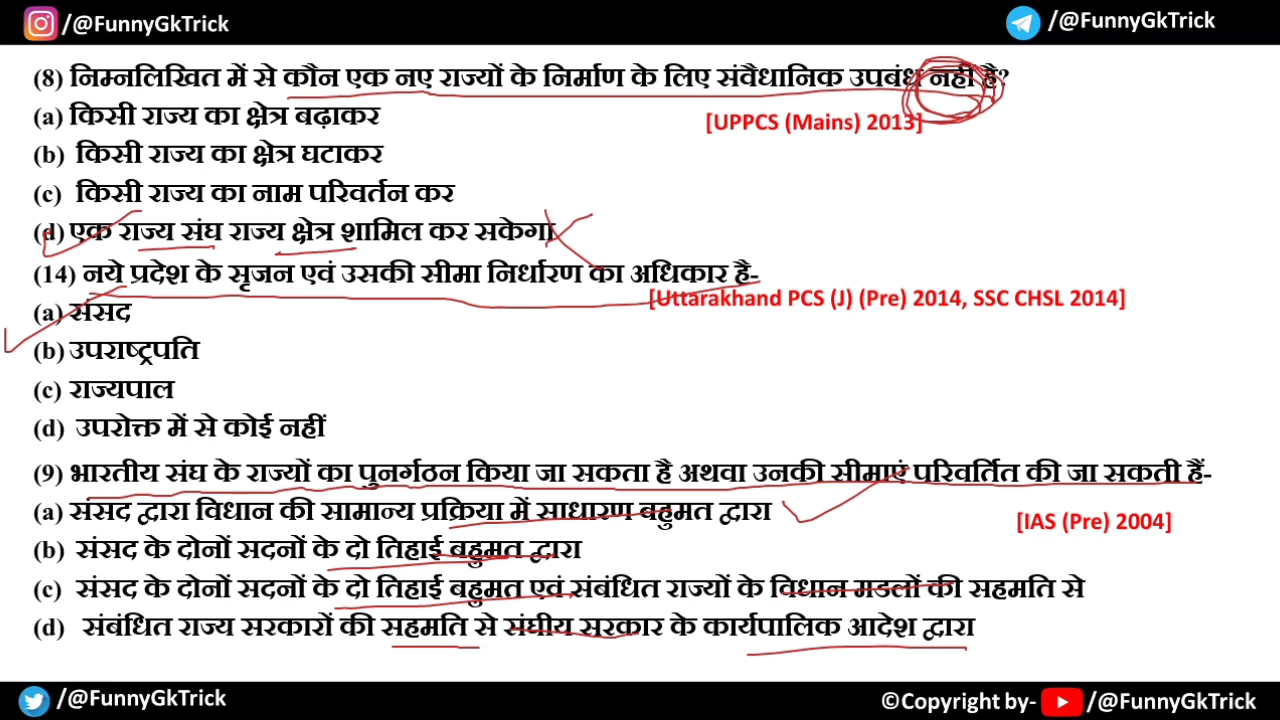 /@FunnyGkTrick
/@FunnyGkTrick
(8) निम्नलिखित में से कौन एक नए राज्यों के निर्माण के लिए संवैधानिक उपबंध नहीं है?
(a) किसी राज्य का क्षेत्र बढ़ाकर
[UPPCS (Mains) 2013]
(b) किसी राज्य का क्षेत्र घटाकर
(c) किसी राज्य का नाम परिवर्तन कर
(d) एक राज्य संघ राज्य क्षेत्र शामिल कर सकेगा
(14) नये प्रदेश के सृजन एवं उसकी सीमा निर्धारण का अधिकार है-
[Uttarakhand PCS (J) (Pre) 2014, SSC CHSL 2014]
(a) संसद
(b) उपराष्ट्रपति
(c) राज्यपाल
(d) उपरोक्त में से कोई नहीं
(9) भारतीय संघ के राज्यों का पुनर्गठन किया जा सकता है अथवा उनकी सीमाएं परिवर्तित की जा सकती हैं-
(a) संसद द्वारा विधान की सामान्य प्रक्रिया में साधारण बहुमत द्वारा
[IAS (Pre) 2004]
(b) संसद के दोनों सदनों के दो तिहाई बहुमत द्वारा
(c) संसद के दोनों सदनों के दो तिहाई बहुमत एवं संबंधित राज्यों के विधान मडलों की सहमति से
(d) संबंधित राज्य सरकारों की सहमति से संघीय सरकार के कार्यपालिक आदेश द्वारा
/@FunnyGkTrick
©Copyright by- /@FunnyGkTrick